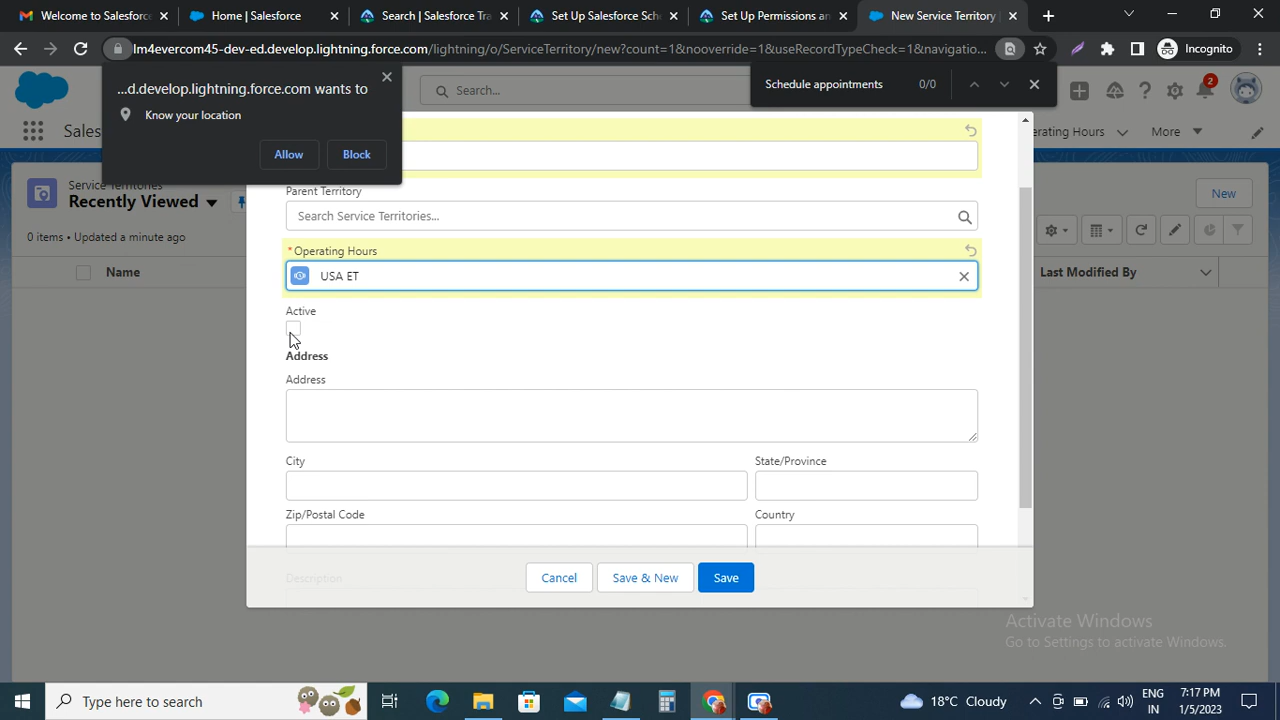 Welcome to Salesforc
Home | Salesforce
Search | Salesforce Tra
Set Up Salesforce Sch
Set Up Permissions an
New Service Territory
lm4evercom45-dev-ed.develop.lightning.force.com/lightning/o/ServiceTerritory/new?count=1&nooverride=1&useRecordTypeCheck=1&navigatio...
Incognito
...d.develop.lightning.force.com wants to
Know your location
Allow
Block
Search...
Schedule appointments 0/0
2
Sales
erating Hours
More
Service Territories
Recently Viewed
0 items • Updated a minute ago
New
Name
Last Modified By
Parent Territory
Search Service Territories...
* Operating Hours
USA ET
Active
Address
Address
City
State/Province
Zip/Postal Code
Country
Description
Cancel
Save & New
Save
Activate Windows
Go to Settings to activate Windows.
Type here to search
18°C Cloudy
ENG
IN
7:17 PM
1/5/2023